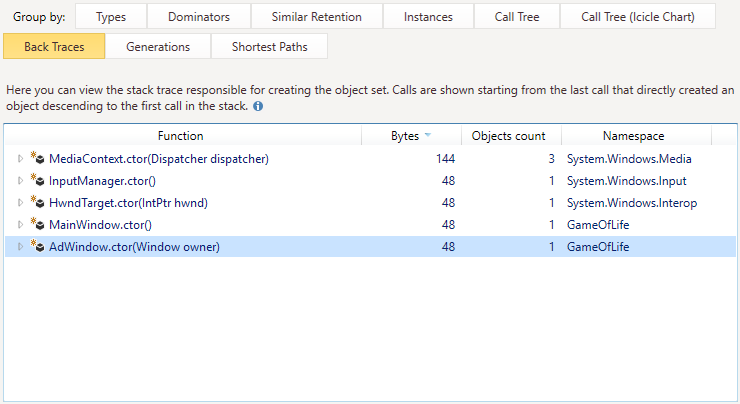 Group by: Types Dominators Similar Retention Instances Call Tree Call Tree (Icicle Chart)
Back Traces Generations Shortest Paths
Here you can view the stack trace responsible for creating the object set. Calls are shown starting from the last call that directly created an
object descending to the first call in the stack.
Function Bytes Objects count Namespace
MediaContext.ctor(Dispatcher dispatcher) 144 3 System.Windows.Media
InputManager.ctor() 48 1 System.Windows.Input
HwndTarget.ctor(IntPtr hwnd) 48 1 System.Windows.Interop
MainWindow.ctor() 48 1 GameOfLife
AdWindow.ctor(Window owner) 48 1 GameOfLife